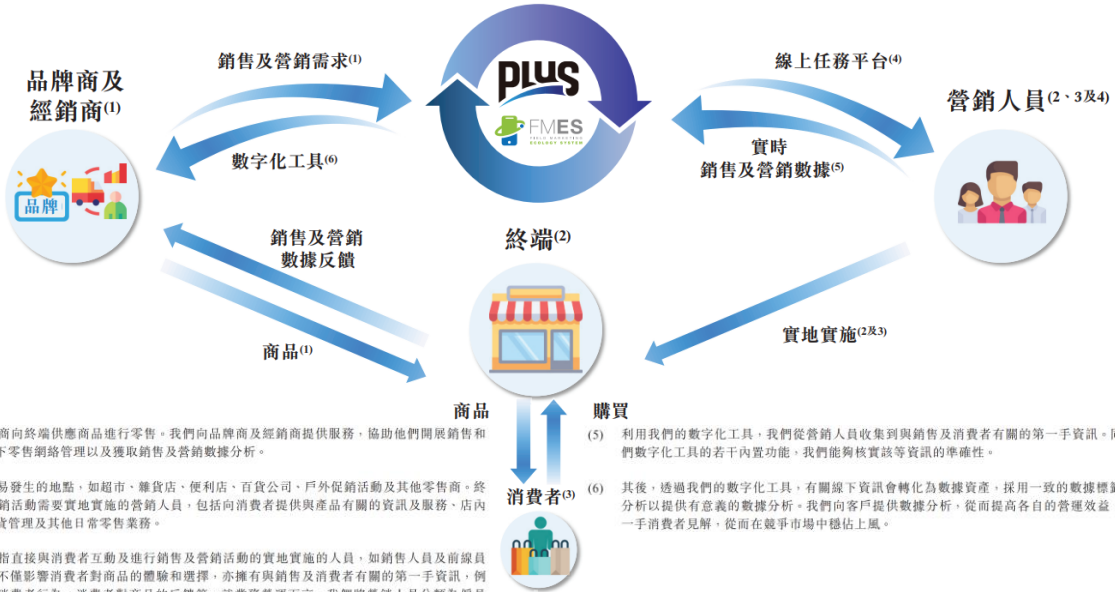 品牌商及
經銷商(1)
銷售及營銷需求(1)
數字化工具(6)
PLUS
FMES
FIELD MARKETING
ECOLOGY SYSTEM
線上任務平台(4)
實時
銷售及營銷數據(5)
營銷人員(2、3及4)
品牌
銷售及營銷
數據反饋
商品(1)
終端(2)
實地實施(2及3)
商品
購買
消費者(3)
商向終端供應商品進行零售。我們向品牌商及經銷商提供服務,協助他們開展銷售和
下零售網絡管理以及獲取銷售及營銷數據分析。
易發生的地點,如超市、雜貨店、便利店、百貨公司、戶外促銷活動及其他零售商。終
銷活動需要實地實施的營銷人員,包括向消費者提供與產品有關的資訊及服務、店內
貨管理及其他日常零售業務。
指直接與消費者互動及進行銷售及營銷活動的實地實施的人員,如銷售人員及前線員
不僅影響消費者對商品的體驗和選擇,亦擁有與銷售及消費者有關的第一手資訊,例
(5) 利用我們的數字化工具,我們從營銷人員收集到與銷售及消費者有關的第一手資訊。
們數字化工具的若干內置功能,我們能夠核實該等資訊的準確性。
(6) 其後,透過我們的數字化工具,有關線下資訊會轉化為數據資產,採用一致的數據標籤
分析以提供有意義的數據分析。我們向客戶提供數據分析,從而提高各自的營運效益
一手消費者見解,從而在競爭市場中穩佔上風。